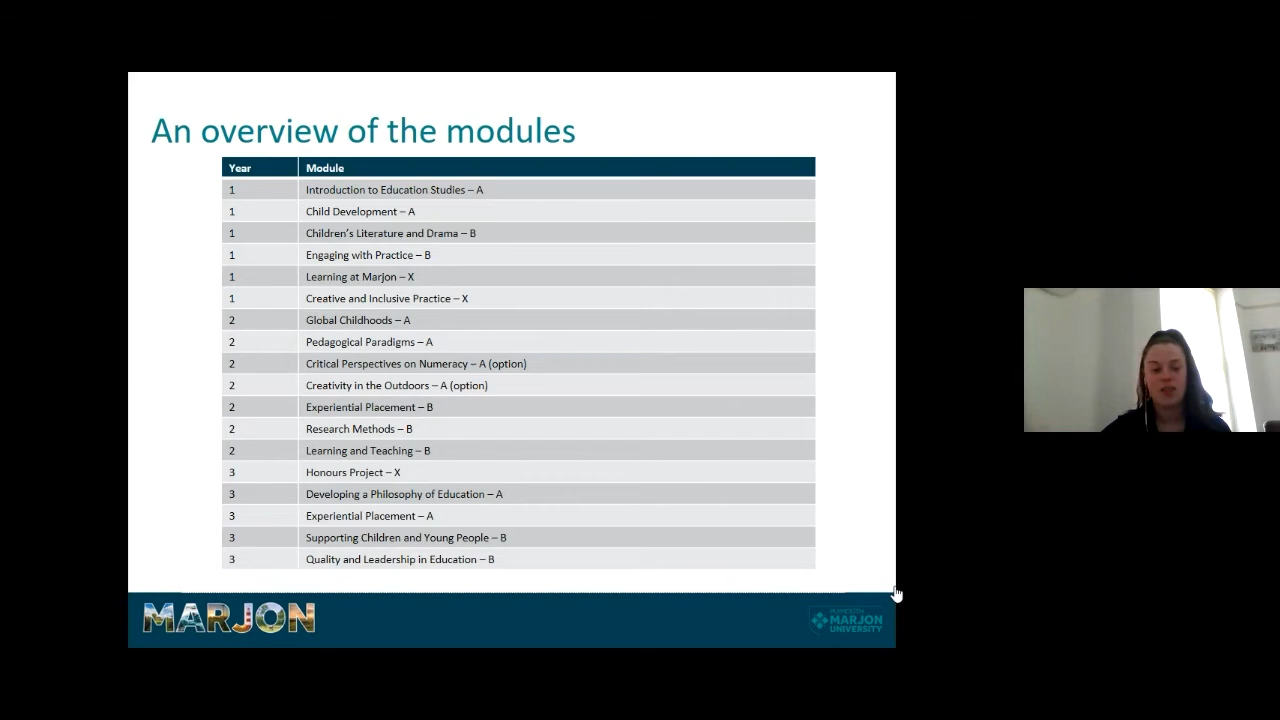 An overview of the modules
Year Module
1 Introduction to Education Studies – A
1 Child Development – A
1 Children's Literature and Drama – B
1 Engaging with Practice – B
1 Learning at Marjon – X
1 Creative and Inclusive Practice – X
2 Global Childhoods – A
2 Pedagogical Paradigms – A
2 Critical Perspectives on Numeracy – A (option)
2 Creativity in the Outdoors – A (option)
2 Experiential Placement – B
2 Research Methods – B
2 Learning and Teaching – B
3 Honours Project – X
3 Developing a Philosophy of Education – A
3 Experiential Placement – A
3 Supporting Children and Young People – B
3 Quality and Leadership in Education – B
MARJON
PLYMOUTH
MARJON
UNIVERSITY